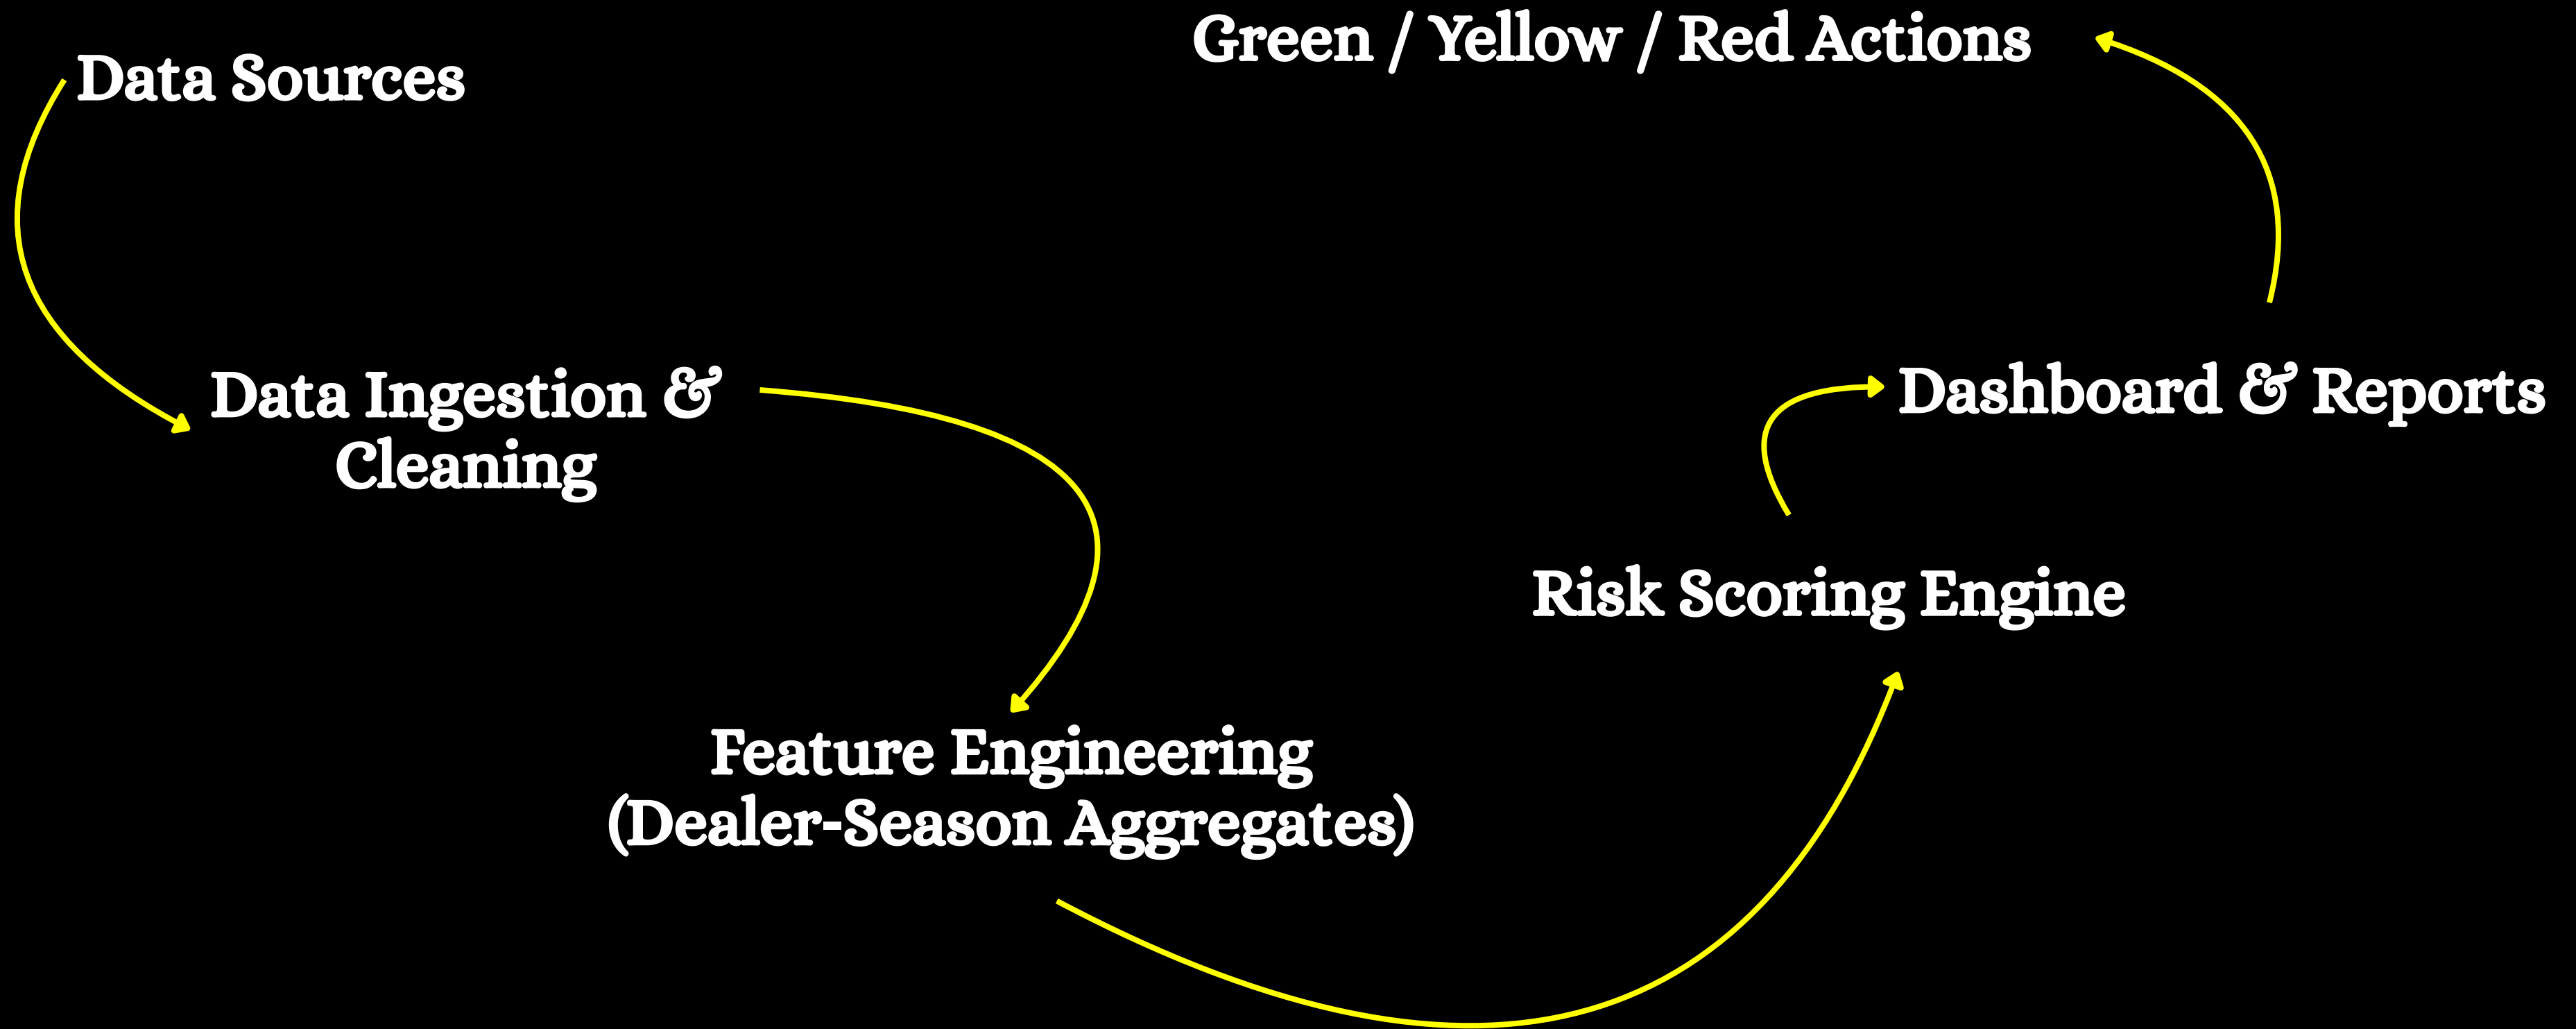 Data Sources
Data Ingestion &
Cleaning
Feature Engineering
(Dealer-Season Aggregates)
Risk Scoring Engine
Dashboard & Reports
Green / Yellow / Red Actions